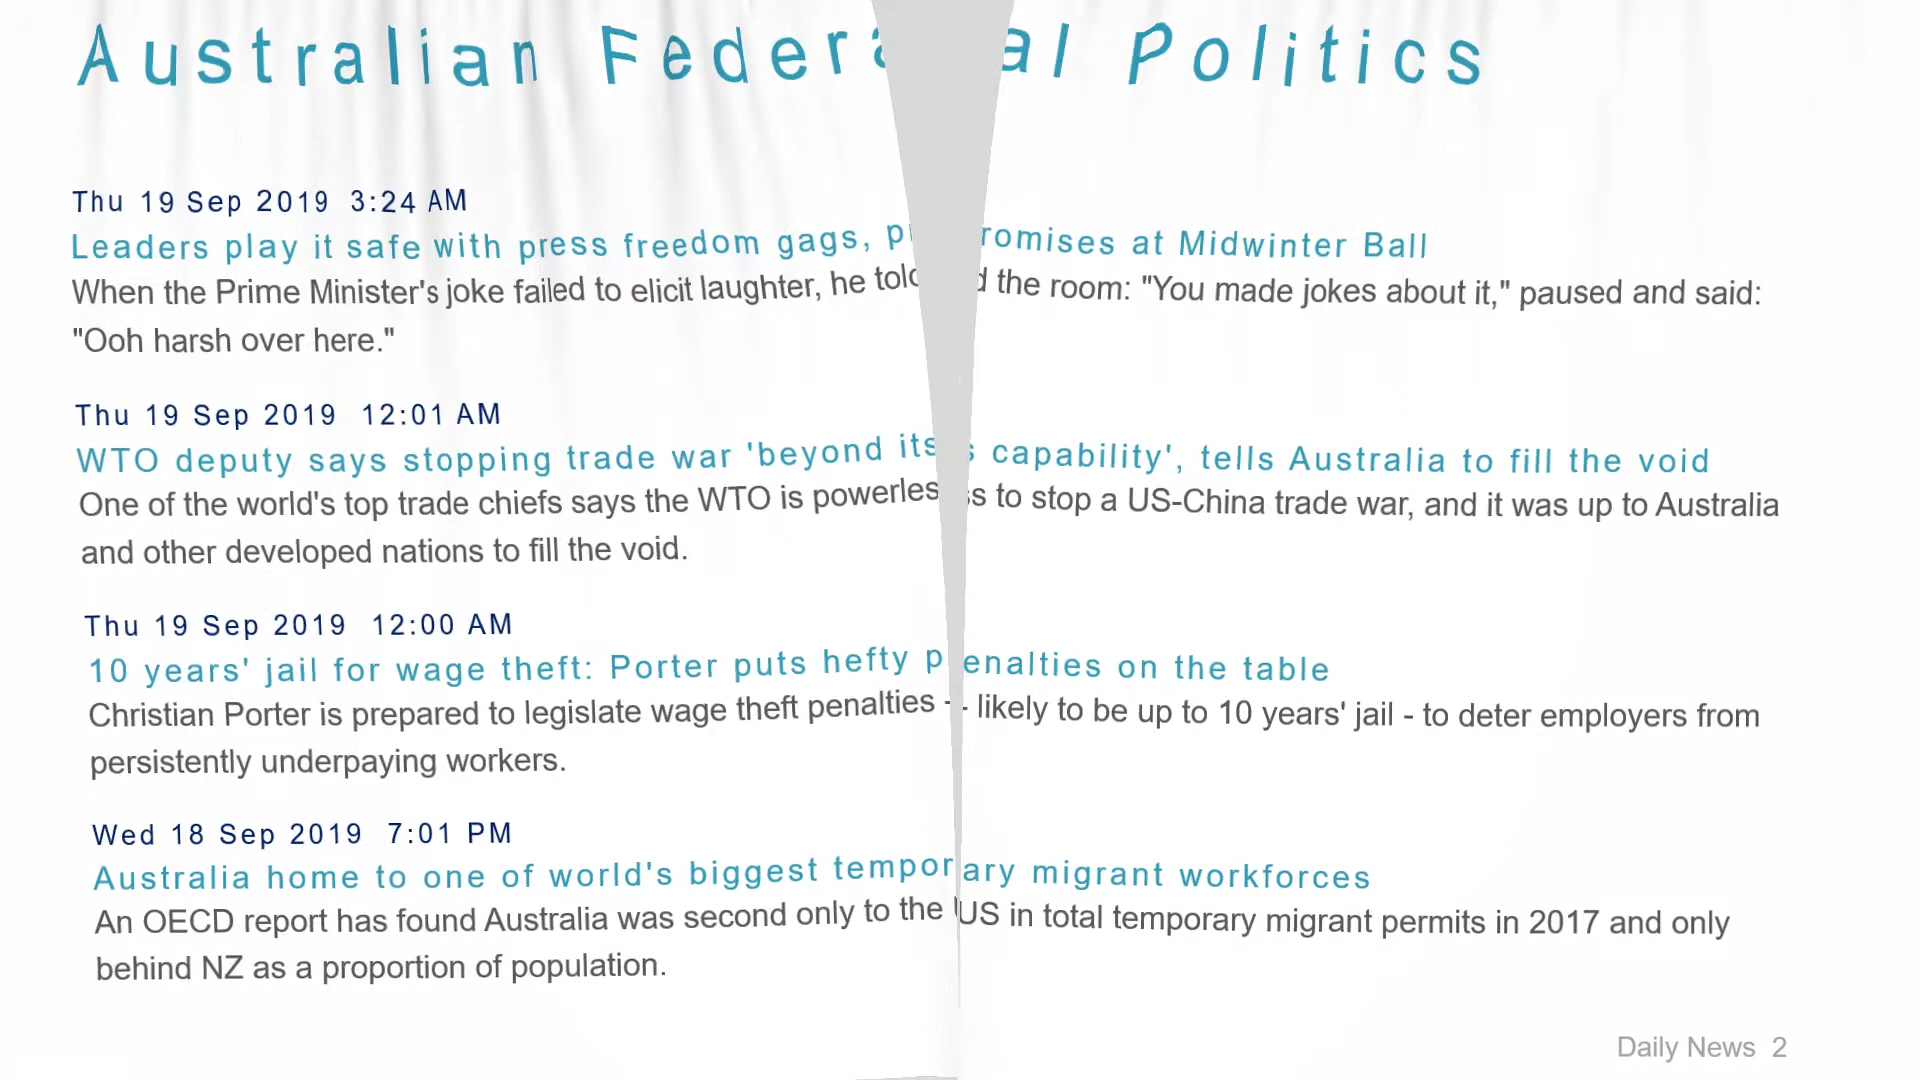 Australian Federal Politics
Thu 19 Sep 2019 3:24 AM
Leaders play it safe with press freedom gags, promises at Midwinter Ball
When the Prime Minister's joke failed to elicit laughter, he told the room: "You made jokes about it," paused and said:
"Ooh harsh over here."
Thu 19 Sep 2019 12:01 AM
WTO deputy says stopping trade war 'beyond its capability', tells Australia to fill the void
One of the world's top trade chiefs says the WTO is powerless to stop a US-China trade war, and it was up to Australia
and other developed nations to fill the void.
Thu 19 Sep 2019 12:00 AM
10 years' jail for wage theft: Porter puts hefty penalties on the table
Christian Porter is prepared to legislate wage theft penalties - likely to be up to 10 years' jail - to deter employers from
persistently underpaying workers.
Wed 18 Sep 2019 7:01 PM
Australia home to one of world's biggest temporary migrant workforces
An OECD report has found Australia was second only to the US in total temporary migrant permits in 2017 and only
behind NZ as a proportion of population.
Daily News 2